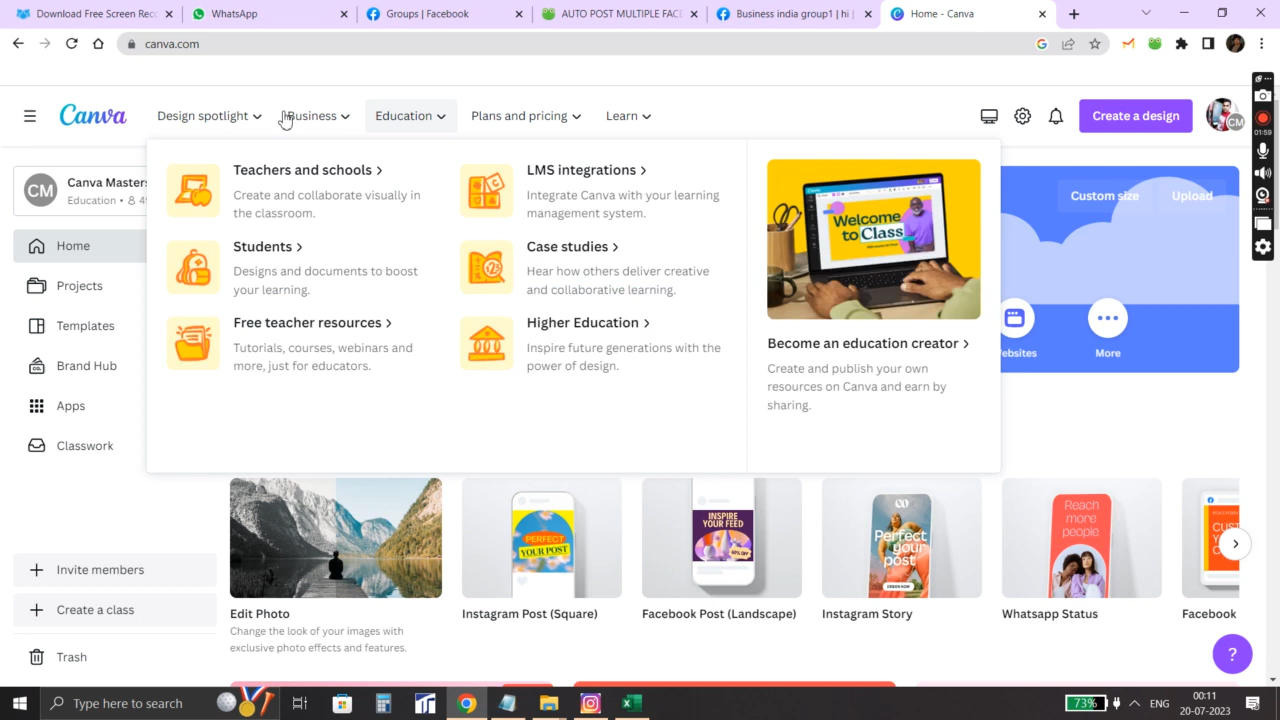 Download Free Screen Reco
WhatsApp
Groups | Facebook
AUTO POST MULTIPLE FACE
Business india group1 | hi
Home - Canva
canva.com
Canva
Design spotlight
Business
Education
Plans and pricing
Learn
Create a design
CM
01:59
CM
Canva Masters
Education •
Custom size
Upload
Teachers and schools
Create and collaborate visually in
the classroom.
LMS integrations
Integrate Canva with your learning
management system.
Welcome
to Class
Home
Students
Designs and documents to boost
your learning.
Case studies
Hear how others deliver creative
and collaborative learning.
Projects
Templates
Free teacher resources
Tutorials, courses, webinars and
more, just for educators.
Higher Education
Inspire future generations with the
power of design.
Become an education creator
Create and publish your own
resources on Canva and earn by
sharing.
ebsites
More
Brand Hub
Apps
Classwork
PERFECT
YOUR POST
INSPIRE
YOUR FEED
Perfect
your
post
Reach
more
people
Invite members
Create a class
Trash
Edit Photo
Change the look of your images with
exclusive photo effects and features.
Instagram Post (Square)
Facebook Post (Landscape)
Instagram Story
Whatsapp Status
Facebook
?
Type here to search
73%
ENG
00:11
20-07-2023